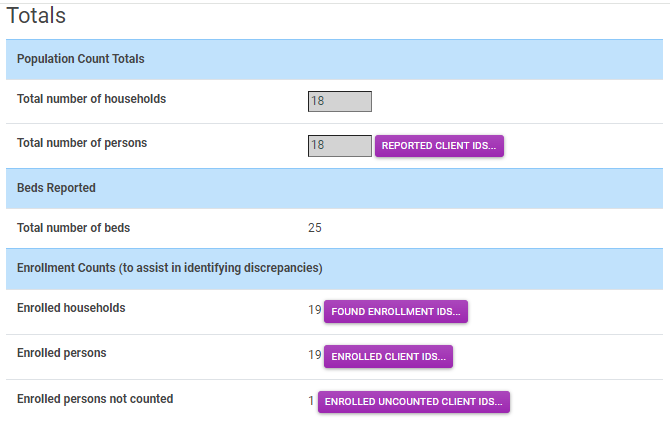 Totals
Population Count Totals
Total number of households 18
Total number of persons 18 REPORTED CLIENT IDS...
Beds Reported
Total number of beds 25
Enrollment Counts (to assist in identifying discrepancies)
Enrolled households 19 FOUND ENROLLMENT IDS...
Enrolled persons 19 ENROLLED CLIENT IDS...
Enrolled persons not counted 1 ENROLLED UNCOUNTED CLIENT IDS...